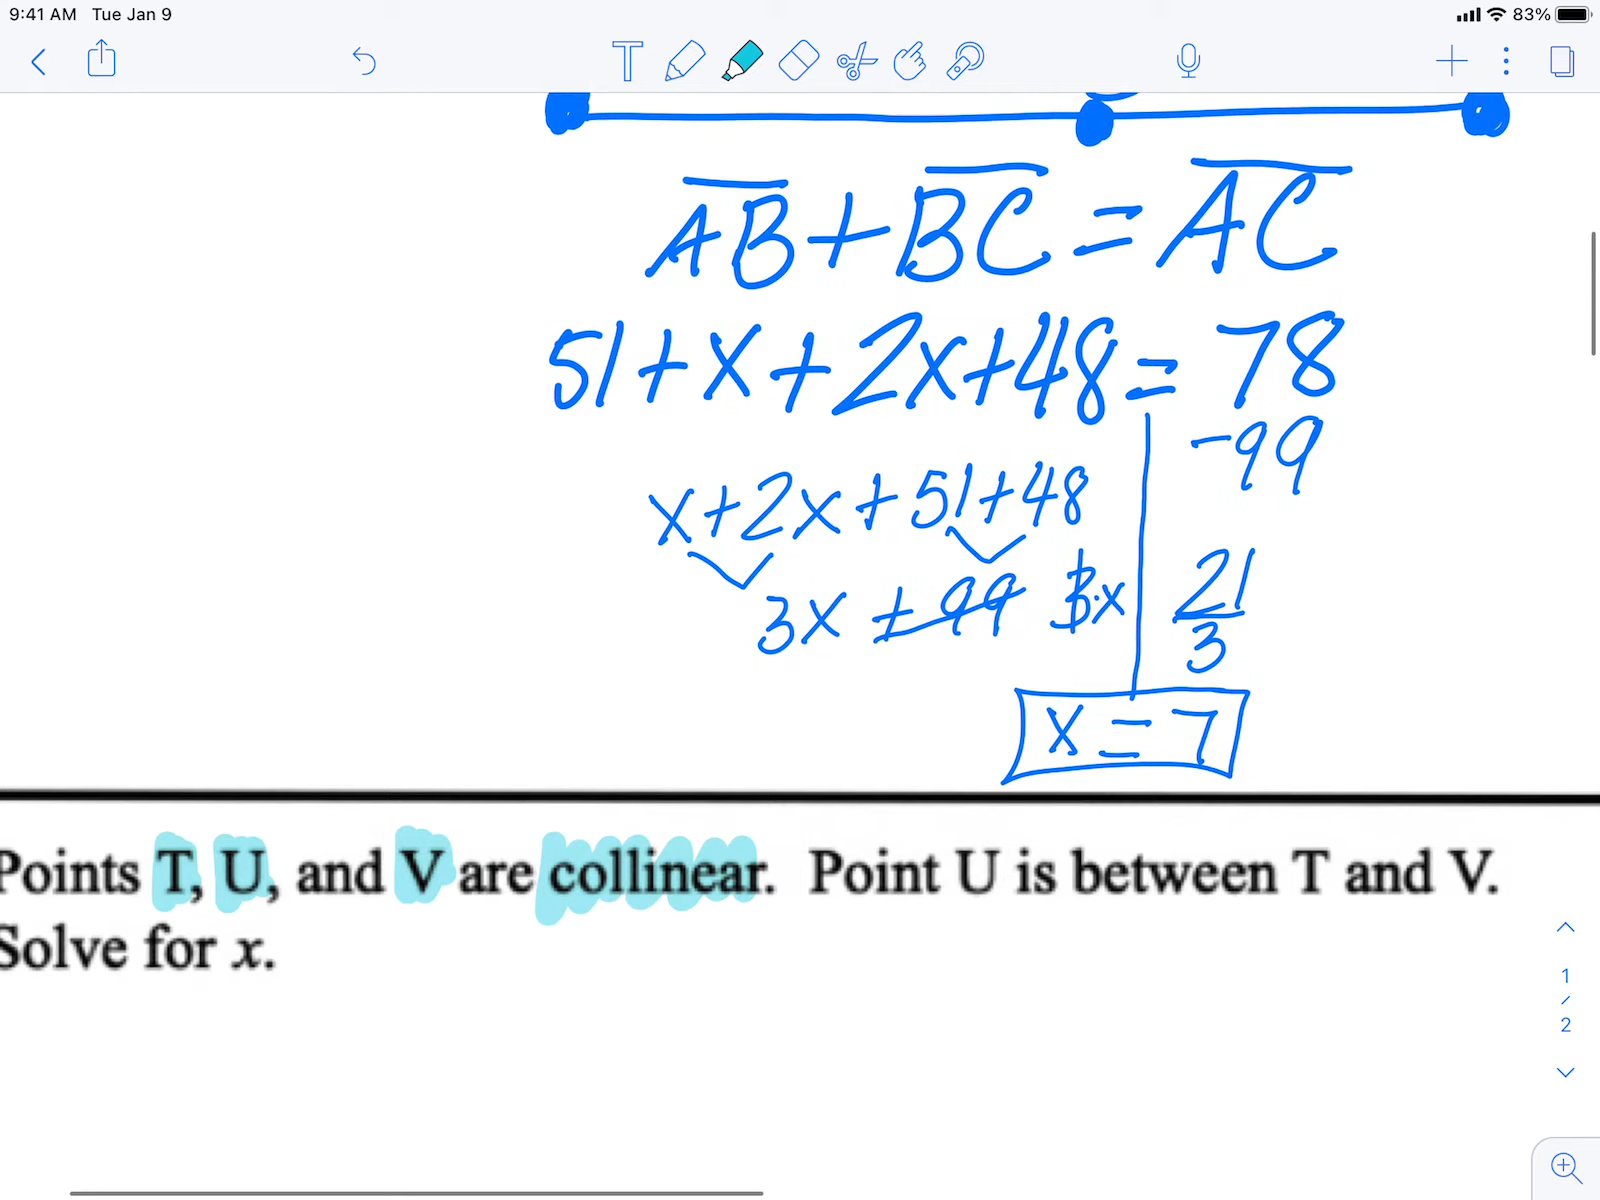 9:41 AM Tue Jan 9 83%
T
AB+BC=AC
51+x+2x+48=78
-99
x+2x+51+48
3x +99 3·x 21
3
x=7
Points T, U, and V are collinear. Point U is between T and V.
Solve for x.
1
/
2